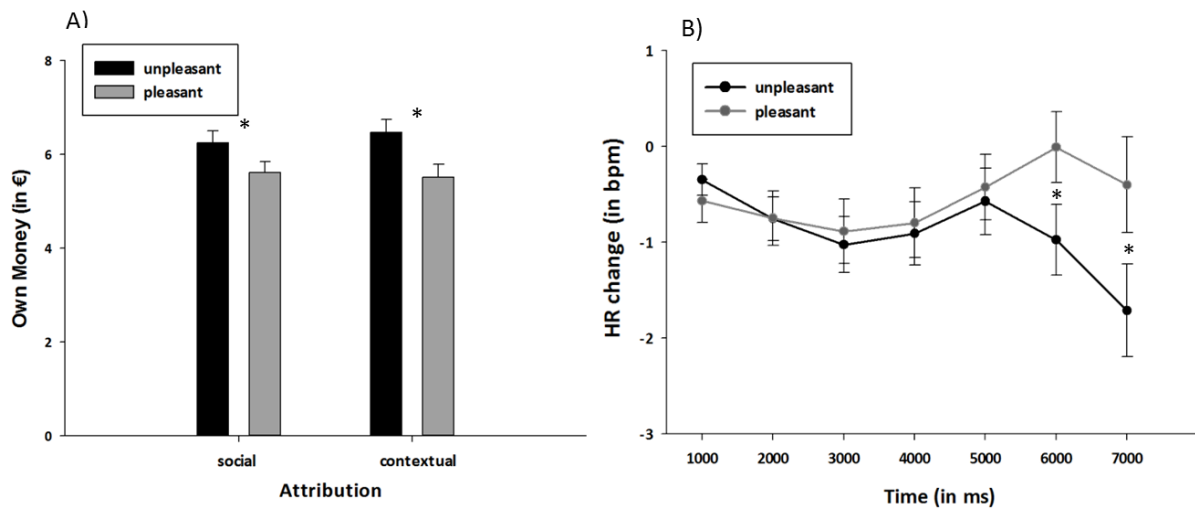 A)
8
6
4
2
0
Own Money (in €)
unpleasant
pleasant
*
*
social
contextual
Attribution
B)
1
0
-1
-2
-3
HR change (in bpm)
unpleasant
pleasant
*
*
1000 2000 3000 4000 5000 6000 7000
Time (in ms)